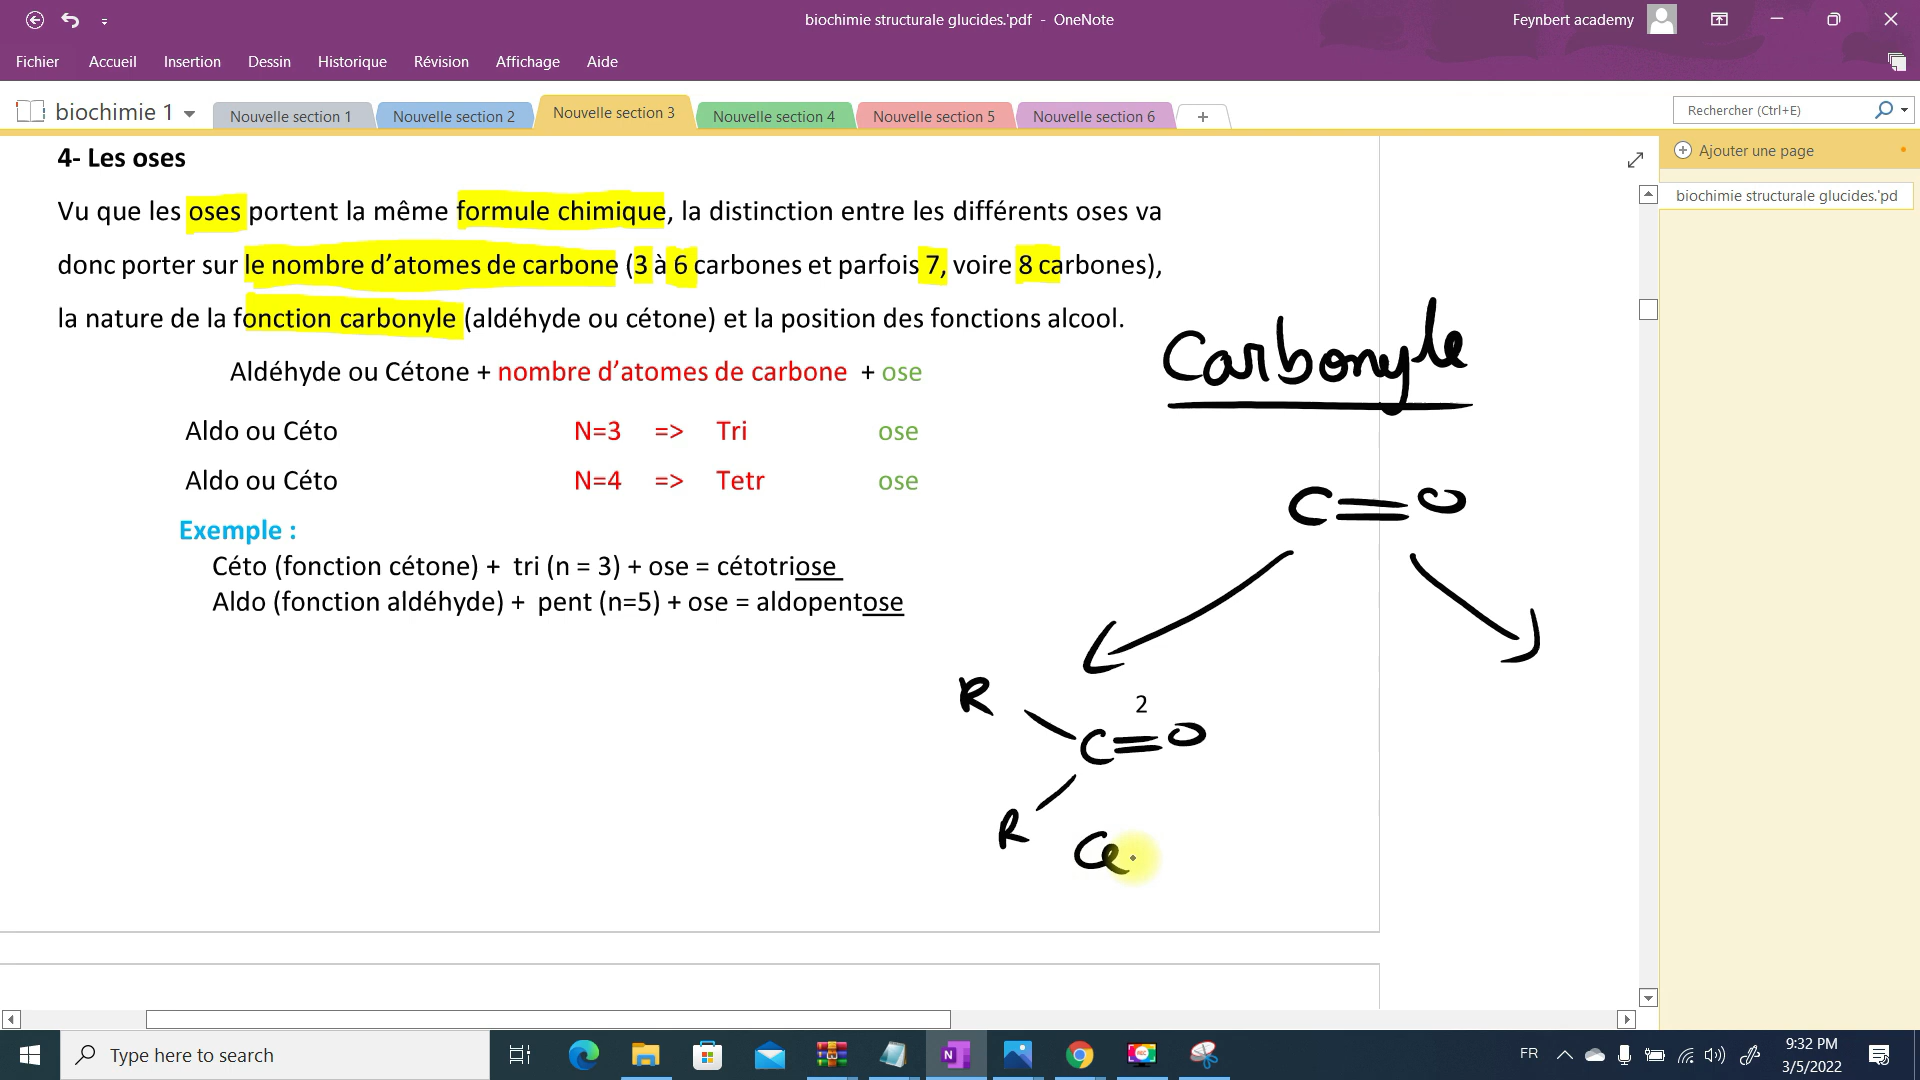 biochimie structurale glucides.'pdf - OneNote
Feynbert academy
Fichier Accueil Insertion Dessin Historique Révision Affichage Aide
biochimie 1
Nouvelle section 1 Nouvelle section 2 Nouvelle section 3 Nouvelle section 4 Nouvelle section 5 Nouvelle section 6 +
Rechercher (Ctrl+E)
Ajouter une page
biochimie structurale glucides.'pd
4- Les oses
Vu que les oses portent la même formule chimique, la distinction entre les différents oses va
donc porter sur le nombre d'atomes de carbone (3 à 6 carbones et parfois 7, voire 8 carbones),
la nature de la fonction carbonyle (aldéhyde ou cétone) et la position des fonctions alcool.
Aldéhyde ou Cétone + nombre d'atomes de carbone + ose
Aldo ou Céto N=3 => Tri ose
Aldo ou Céto N=4 => Tetr ose
Exemple :
Céto (fonction cétone) + tri (n = 3) + ose = cétotriose
Aldo (fonction aldéhyde) + pent (n=5) + ose = aldopentose
Carbonyle
C=O
R
2
C=O
R
Ce
Type here to search
FR
9:32 PM
3/5/2022